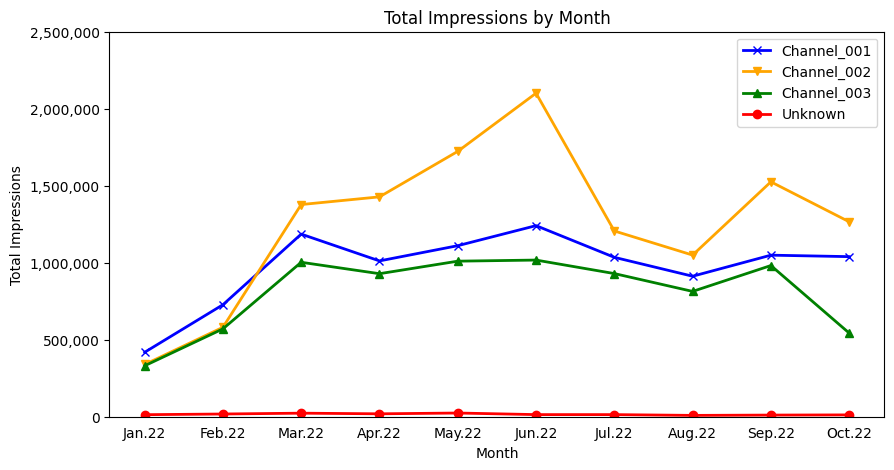 Total Impressions by Month
Total Impressions
2,500,000
2,000,000
1,500,000
1,000,000
500,000
0
Channel_001
Channel_002
Channel_003
Unknown
Jan.22 Feb.22 Mar.22 Apr.22 May.22 Jun.22 Jul.22 Aug.22 Sep.22 Oct.22
Month